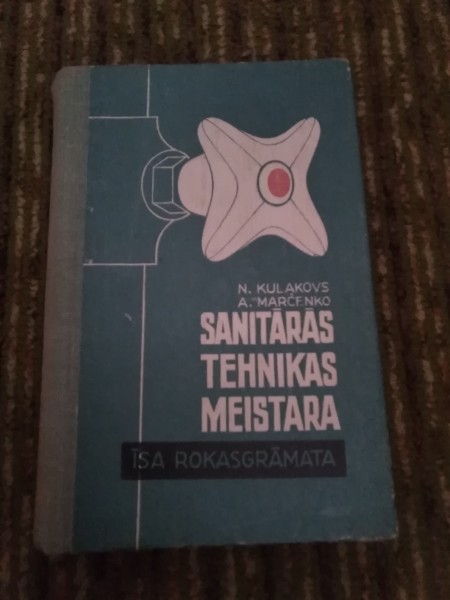 N. KULAKOVS
A. MARČENKO
SANITĀRĀS
TEHNIKAS
MEISTARA
ĪSA ROKASGRĀMATA